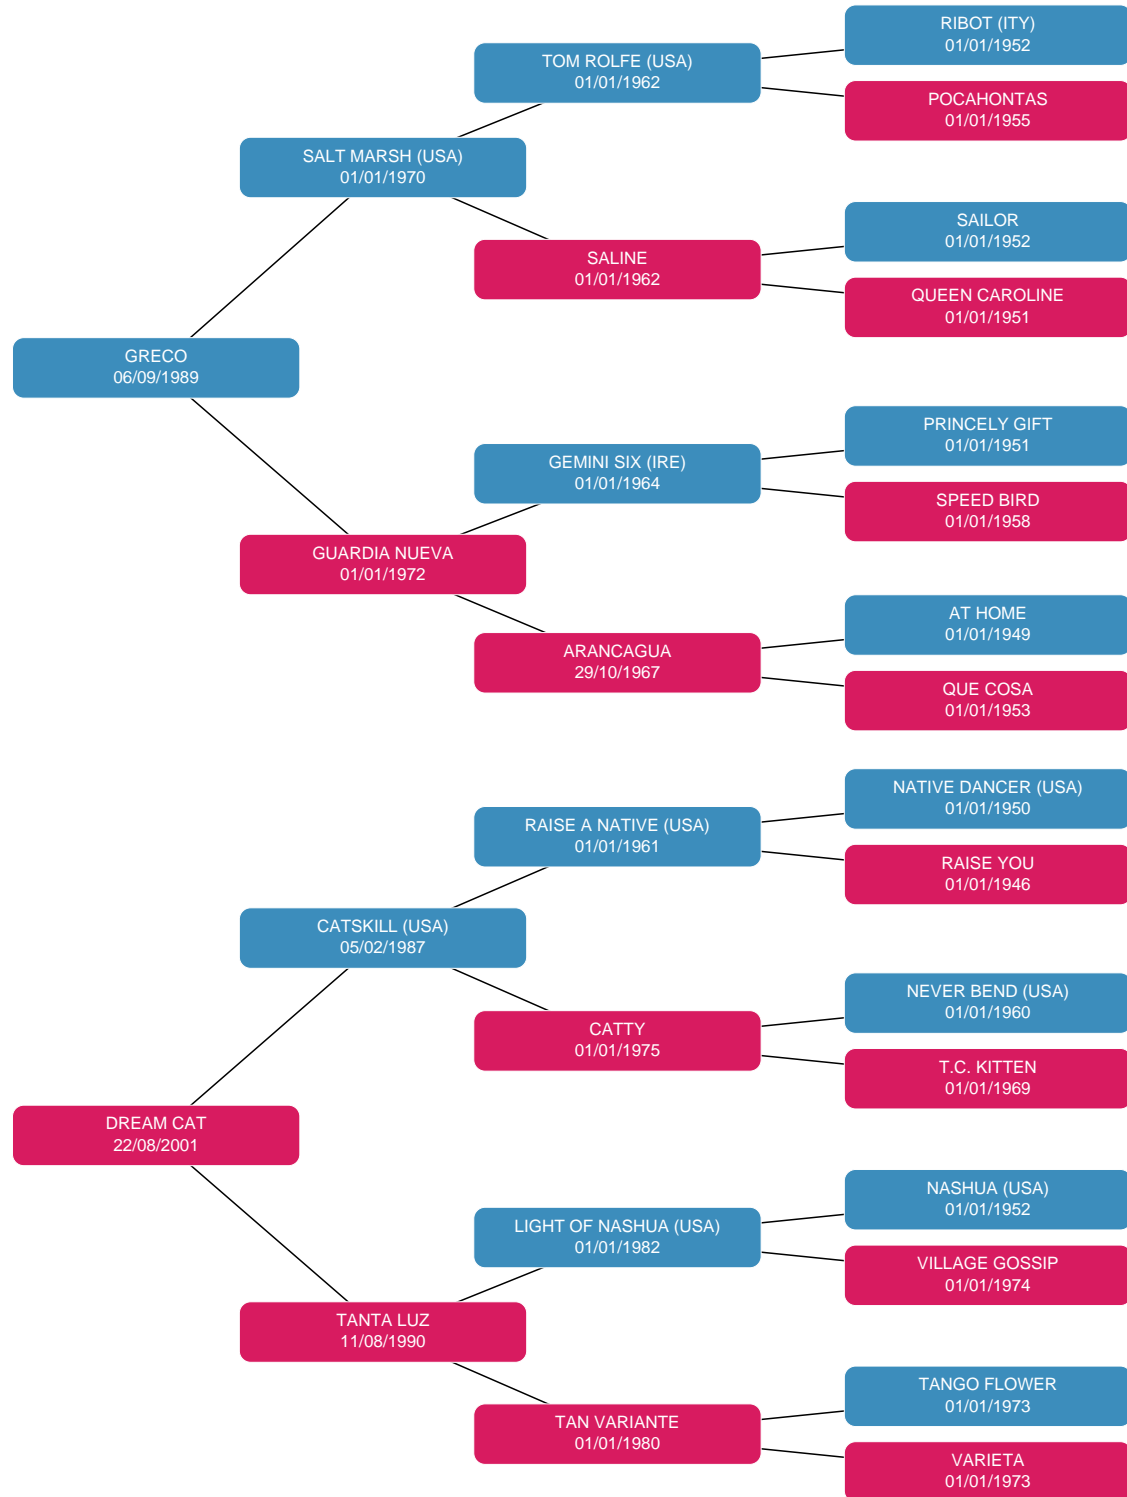 RIBOT (ITY)
01/01/1952
TOM ROLFE (USA)
01/01/1962
POCAHONTAS
01/01/1955
SALT MARSH (USA)
01/01/1970
SAILOR
01/01/1952
SALINE
01/01/1962
QUEEN CAROLINE
01/01/1951
GRECO
06/09/1989
PRINCELY GIFT
01/01/1951
GEMINI SIX (IRE)
01/01/1964
SPEED BIRD
01/01/1958
GUARDIA NUEVA
01/01/1972
AT HOME
01/01/1949
ARANCAGUA
29/10/1967
QUE COSA
01/01/1953
NATIVE DANCER (USA)
01/01/1950
RAISE A NATIVE (USA)
01/01/1961
RAISE YOU
01/01/1946
CATSKILL (USA)
05/02/1987
NEVER BEND (USA)
01/01/1960
CATTY
01/01/1975
T.C. KITTEN
01/01/1969
DREAM CAT
22/08/2001
NASHUA (USA)
01/01/1952
LIGHT OF NASHUA (USA)
01/01/1982
VILLAGE GOSSIP
01/01/1974
TANTA LUZ
11/08/1990
TANGO FLOWER
01/01/1973
TAN VARIANTE
01/01/1980
VARIETA
01/01/1973